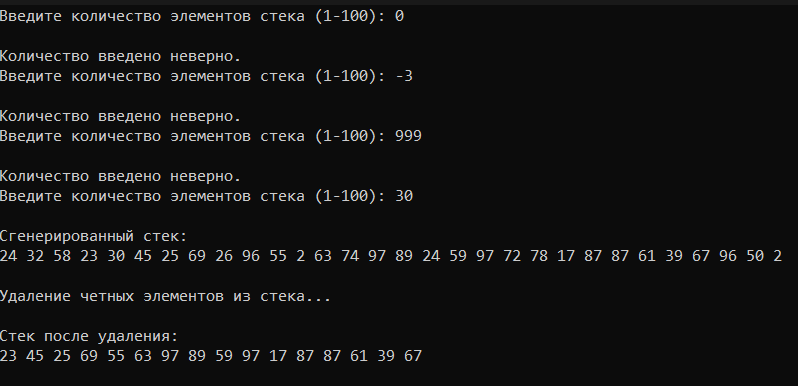 Введите количество элементов стека (1-100): 0
Количество введено неверно.
Введите количество элементов стека (1-100): -3
Количество введено неверно.
Введите количество элементов стека (1-100): 999
Количество введено неверно.
Введите количество элементов стека (1-100): 30
Сгенерированный стек:
24 32 58 23 30 45 25 69 26 96 55 2 63 74 97 89 24 59 97 72 78 17 87 87 61 39 67 96 50 2
Удаление четных элементов из стека...
Стек после удаления:
23 45 25 69 55 63 97 89 59 97 17 87 87 61 39 67